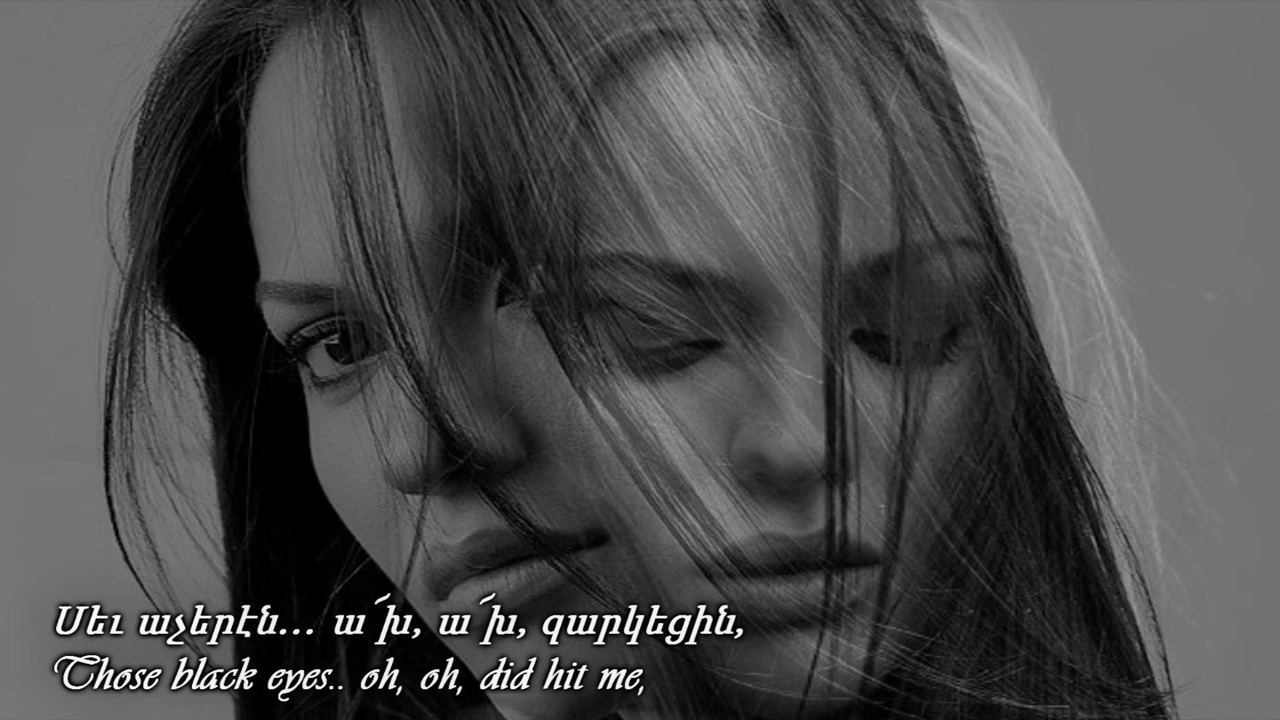 Սեւ աչերէն... ա՜խ, ա՜խ, զարկեցին,
Those black eyes.. oh, oh, did hit me,